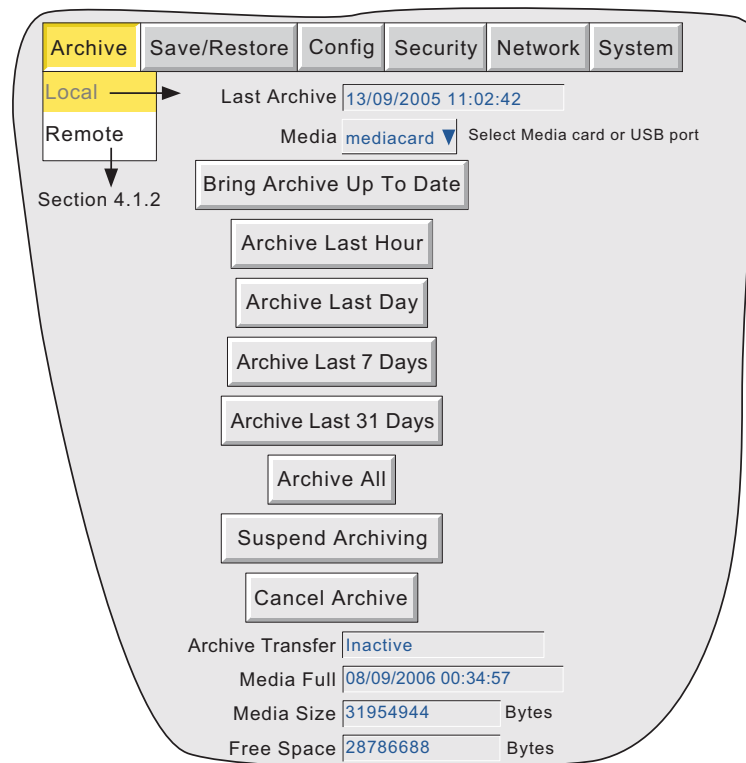 Archive Save/Restore Config Security Network System
Local
Last Archive 13/09/2005 11:02:42
Remote
Media mediacard Select Media card or USB port
Section 4.1.2
Bring Archive Up To Date
Archive Last Hour
Archive Last Day
Archive Last 7 Days
Archive Last 31 Days
Archive All
Suspend Archiving
Cancel Archive
Archive Transfer Inactive
Media Full 08/09/2006 00:34:57
Media Size 31954944 Bytes
Free Space 28786688 Bytes